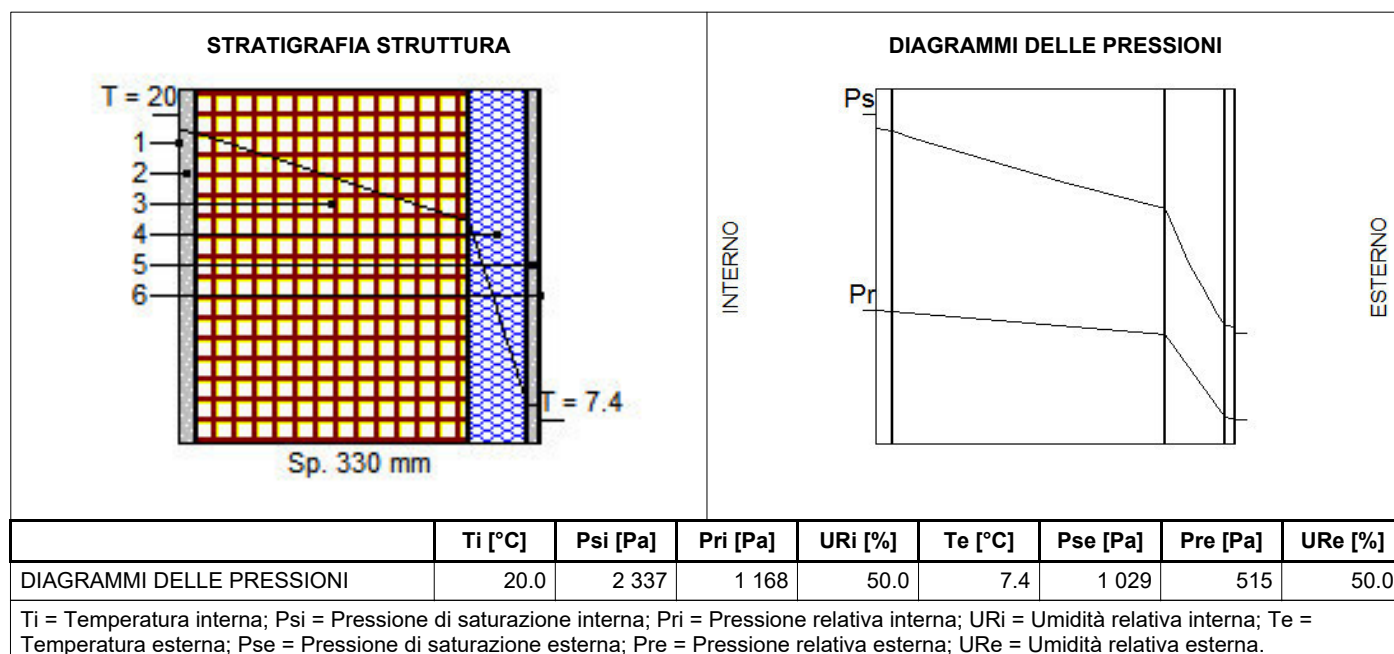 STRATIGRAFIA STRUTTURA
T = 20
1
2
3
4
5
6
T = 7.4
Sp. 330 mm
DIAGRAMMI DELLE PRESSIONI
Ps
Pr
INTERNO
ESTERNO
Ti [°C] Psi [Pa] Pri [Pa] URi [%] Te [°C] Pse [Pa] Pre [Pa] URe [%]
DIAGRAMMI DELLE PRESSIONI 20.0 2 337 1 168 50.0 7.4 1 029 515 50.0
Ti = Temperatura interna; Psi = Pressione di saturazione interna; Pri = Pressione relativa interna; URi = Umidità relativa interna; Te =
Temperatura esterna; Pse = Pressione di saturazione esterna; Pre = Pressione relativa esterna; URe = Umidità relativa esterna.